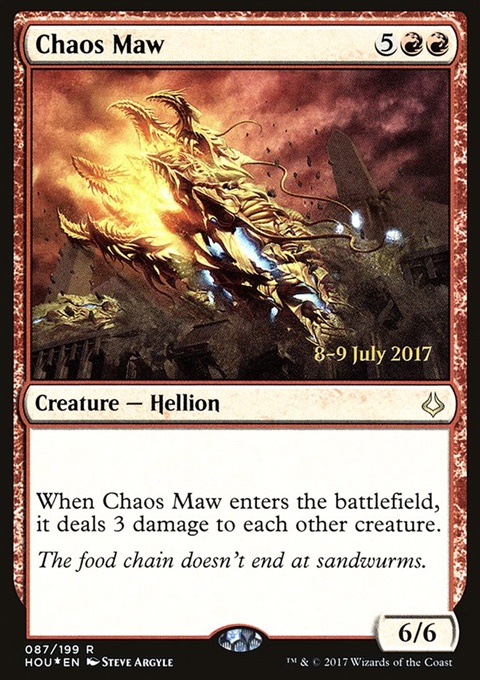 Chaos Maw 5
8–9 July 2017
Creature — Hellion
When Chaos Maw enters the battlefield,
it deals 3 damage to each other creature.
The food chain doesn't end at sandwurms.
6/6
087/199 R
HOU★EN Steve Argyle
™ & © 2017 Wizards of the Coast